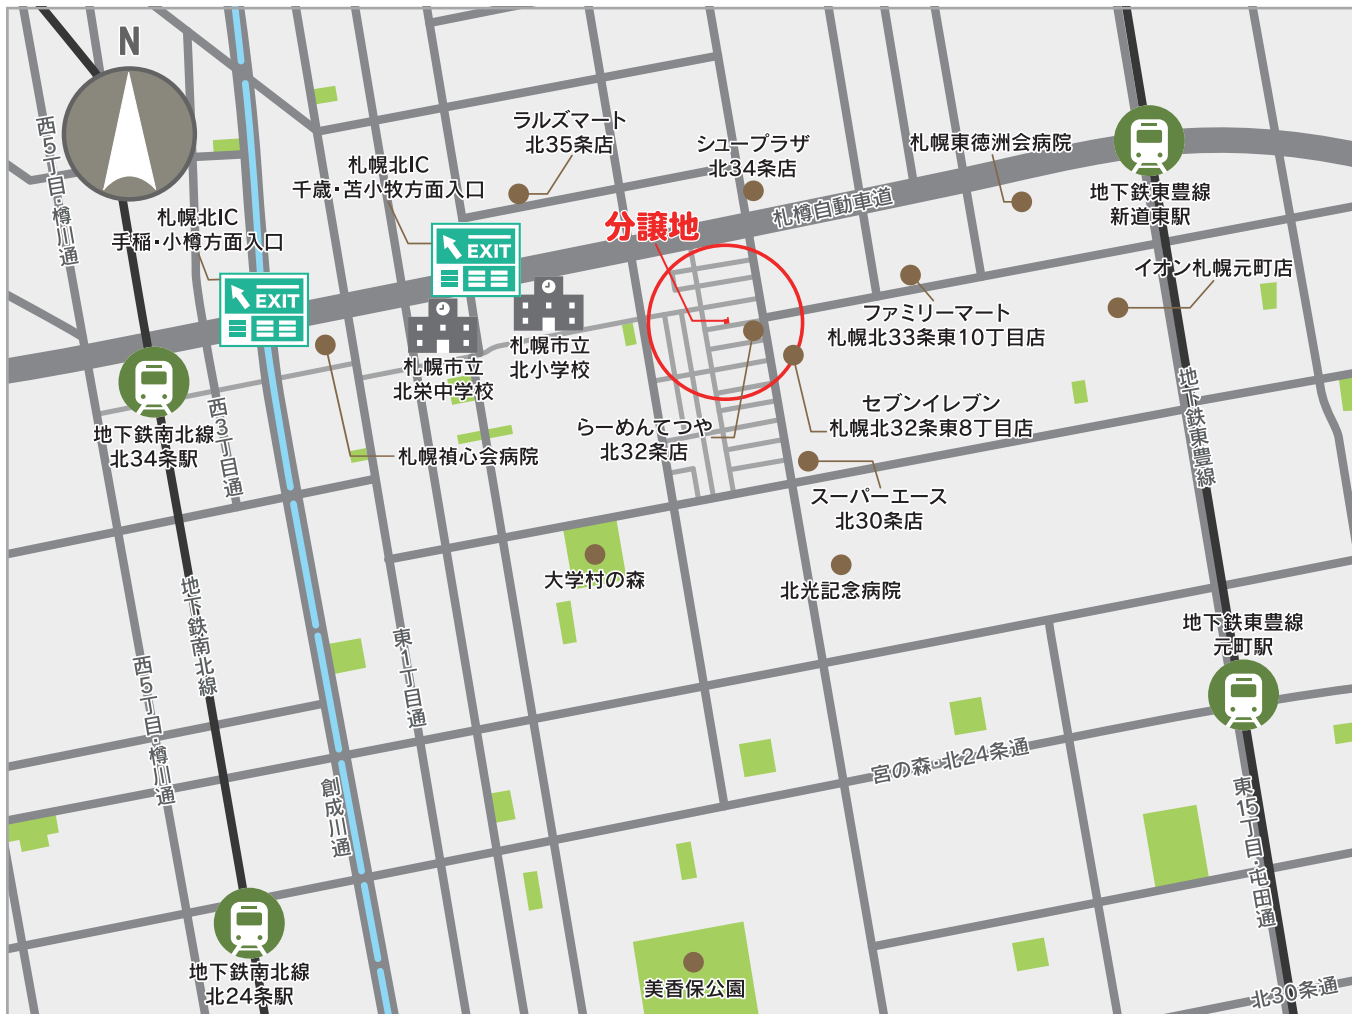 N
西5丁目・樽川通
ラルズマート
北35条店
シュープラザ
北34条店
札幌東徳洲会病院
札幌北IC
千歳・苫小牧方面入口
札幌北IC
手稲・小樽方面入口
分譲地
札樽自動車道
地下鉄東豊線
新道東駅
EXIT
EXIT
イオン札幌元町店
ファミリーマート
札幌北33条東10丁目店
札幌市立
北小学校
札幌市立
北栄中学校
地下鉄南北線
北34条駅
西3丁目通
札幌禎心会病院
らーめんてつや
北32条店
セブンイレブン
札幌北32条東8丁目店
地下鉄東豊線
スーパーエース
北30条店
大学村の森
北光記念病院
地下鉄南北線
西5丁目・樽川通
東1丁目通
地下鉄東豊線
元町駅
宮の森・北24条通
創成川通
東15丁目・屯田通
地下鉄南北線
北24条駅
美香保公園
北30条通